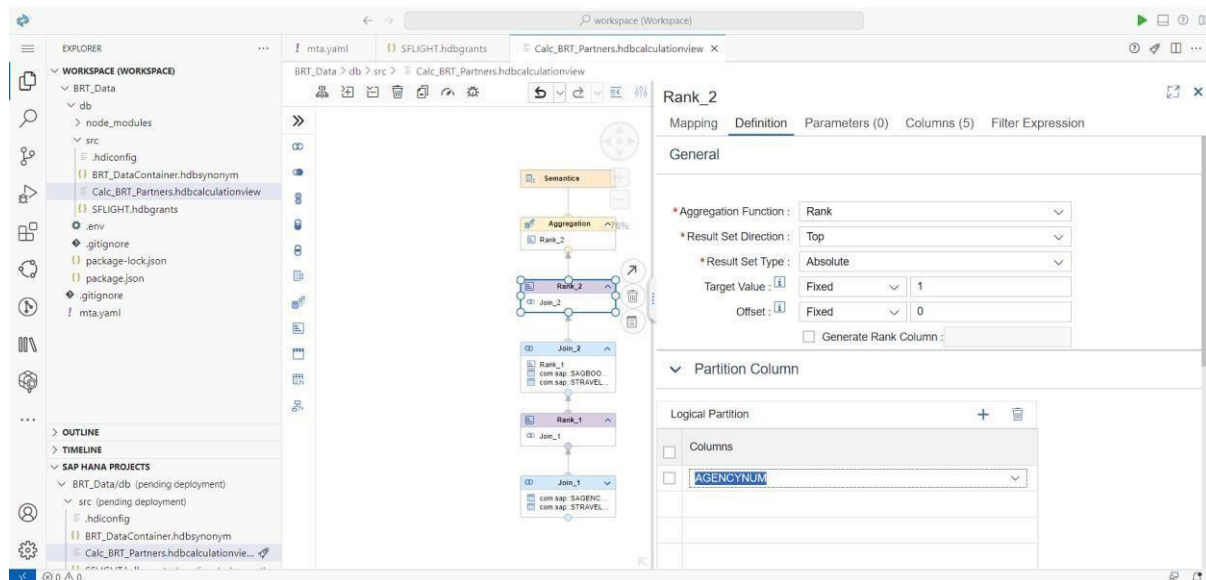 workspace (Workspace)
EXPLORER
WORKSPACE (WORKSPACE)
BRT_Data
db
node_modules
src
.hdiconfig
BRT_DataContainer.hdbsynonym
Calc_BRT_Partners.hdbcalculationview
SFLIGHT.hdbgrants
.env
.gitignore
package-lock.json
package.json
.gitignore
mta.yaml
OUTLINE
TIMELINE
SAP HANA PROJECTS
BRT_Data/db (pending deployment)
src (pending deployment)
.hdiconfig
BRT_DataContainer.hdbsynonym
Calc_BRT_Partners.hdbcalculationvie...
0 0
mta.yaml
SFLIGHT.hdbgrants
Calc_BRT_Partners.hdbcalculationview
BRT_Data > db > src > Calc_BRT_Partners.hdbcalculationview
Semantics
Aggregation
Rank_2
Rank_2
Join_2
Join_2
Rank_1
com.sap::SAGBOO...
com.sap::STRAVEL...
Rank_1
Join_1
Join_1
com.sap::SAGENC...
com.sap::STRAVEL...
Rank_2
Mapping Definition Parameters (0) Columns (5) Filter Expression
General
*Aggregation Function : Rank
*Result Set Direction : Top
*Result Set Type : Absolute
Target Value : Fixed 1
Offset : Fixed 0
Generate Rank Column :
Partition Column
Logical Partition
Columns
AGENCYNUM